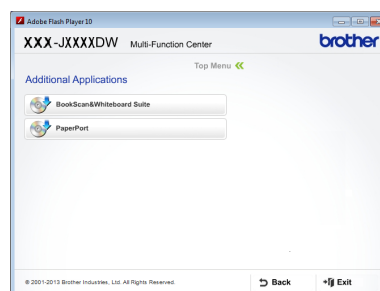 Adobe Flash Player 10
XXX-JXXXXDW Multi-Function Center
brother
Top Menu
Additional Applications
BookScan&Whiteboard Suite
PaperPort
© 2001-2013 Brother Industries, Ltd. All Rights Reserved.
Back
Exit